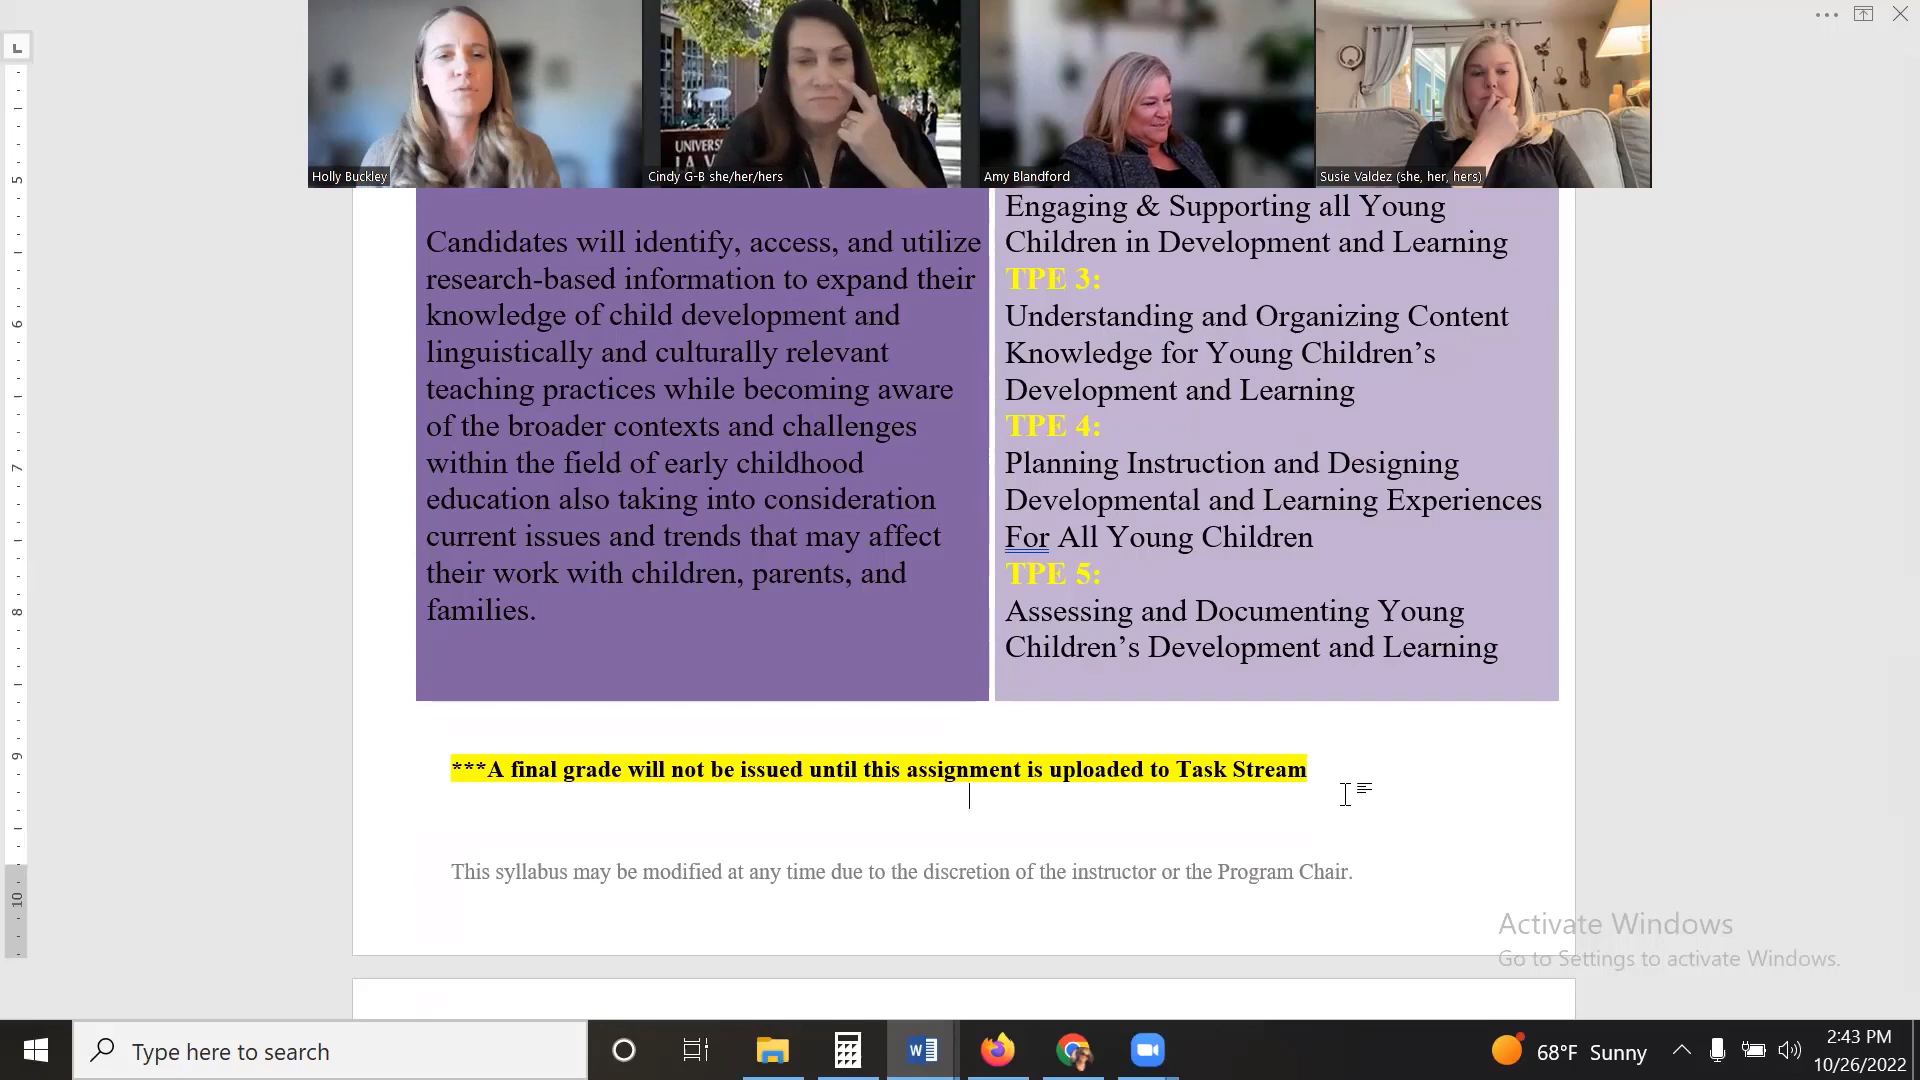 Holly Buckley
Cindy G-B she/her/hers
Amy Blandford
Susie Valdez (she, her, hers)
UNIVERS
LA V
5
6
7
8
9
10
Candidates will identify, access, and utilize
research-based information to expand their
knowledge of child development and
linguistically and culturally relevant
teaching practices while becoming aware
of the broader contexts and challenges
within the field of early childhood
education also taking into consideration
current issues and trends that may affect
their work with children, parents, and
families.
Engaging & Supporting all Young
Children in Development and Learning
TPE 3:
Understanding and Organizing Content
Knowledge for Young Children’s
Development and Learning
TPE 4:
Planning Instruction and Designing
Developmental and Learning Experiences
For All Young Children
TPE 5:
Assessing and Documenting Young
Children’s Development and Learning
***A final grade will not be issued until this assignment is uploaded to Task Stream
This syllabus may be modified at any time due to the discretion of the instructor or the Program Chair.
Activate Windows
Go to Settings to activate Windows.
Type here to search
68°F Sunny
2:43 PM
10/26/2022